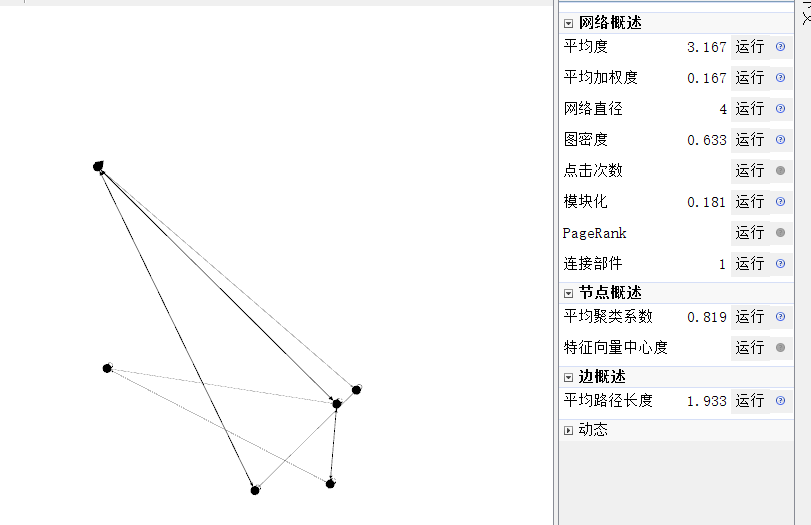 网络概述
平均度 3.167 运行
平均加权度 0.167 运行
网络直径 4 运行
图密度 0.633 运行
点击次数 运行
模块化 0.181 运行
PageRank 运行
连接部件 1 运行
节点概述
平均聚类系数 0.819 运行
特征向量中心度 运行
边概述
平均路径长度 1.933 运行
动态